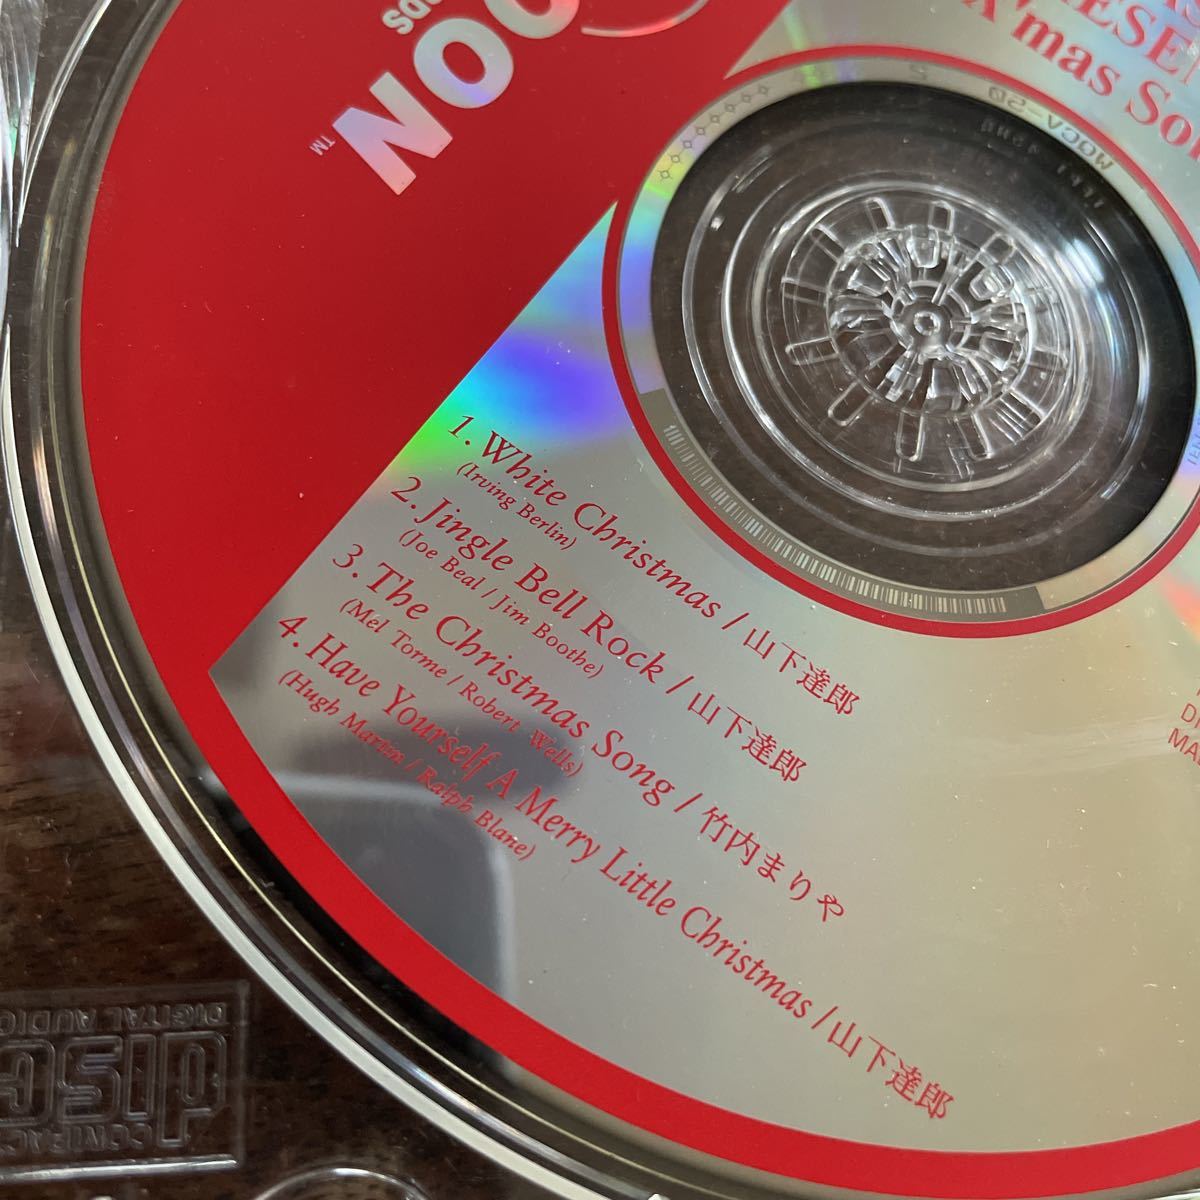 OON
TM
X'mas
1. White Christmas / 山下達郎
(Irving Berlin)
2. Jingle Bell Rock / 山下達郎
(Joe Beal / Jim Boothe)
3. The Christmas Song / 竹内まりや
(Mel Torme / Robert Wells)
4. Have Yourself A Merry Little Christmas / 山下達郎
(Hugh Martin / Ralph Blane)
COMPACT
disc
DIGITAL AUDIO